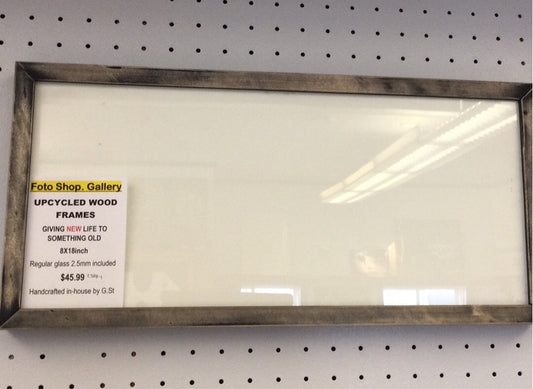 Foto Shop. Gallery
UPCYCLED WOOD
FRAMES
GIVING NEW LIFE TO
SOMETHING OLD
8X18inch
Regular glass 2.5mm included
$45.99
Handcrafted in-house by G.St